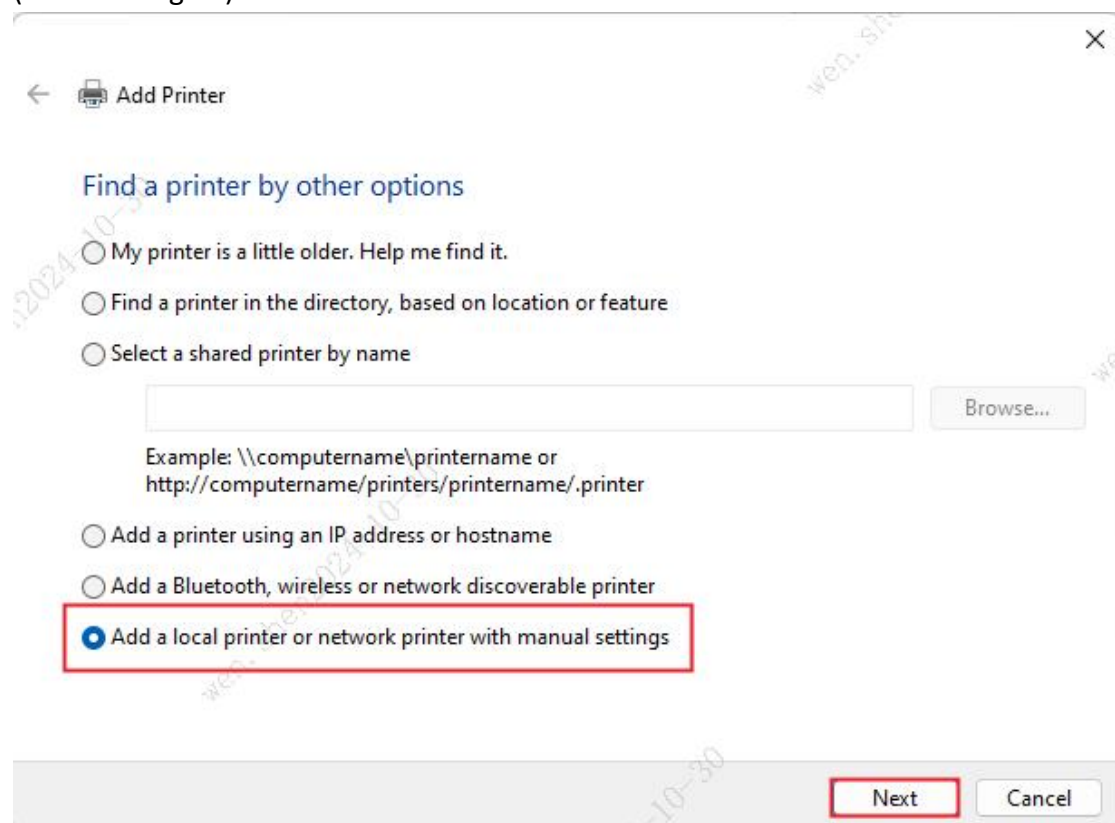 Add Printer
Find a printer by other options
My printer is a little older. Help me find it.
Find a printer in the directory, based on location or feature
Select a shared printer by name
Browse...
Example: \\computername\printername or
http://computername/printers/printername/.printer
Add a printer using an IP address or hostname
Add a Bluetooth, wireless or network discoverable printer
Add a local printer or network printer with manual settings
Next Cancel